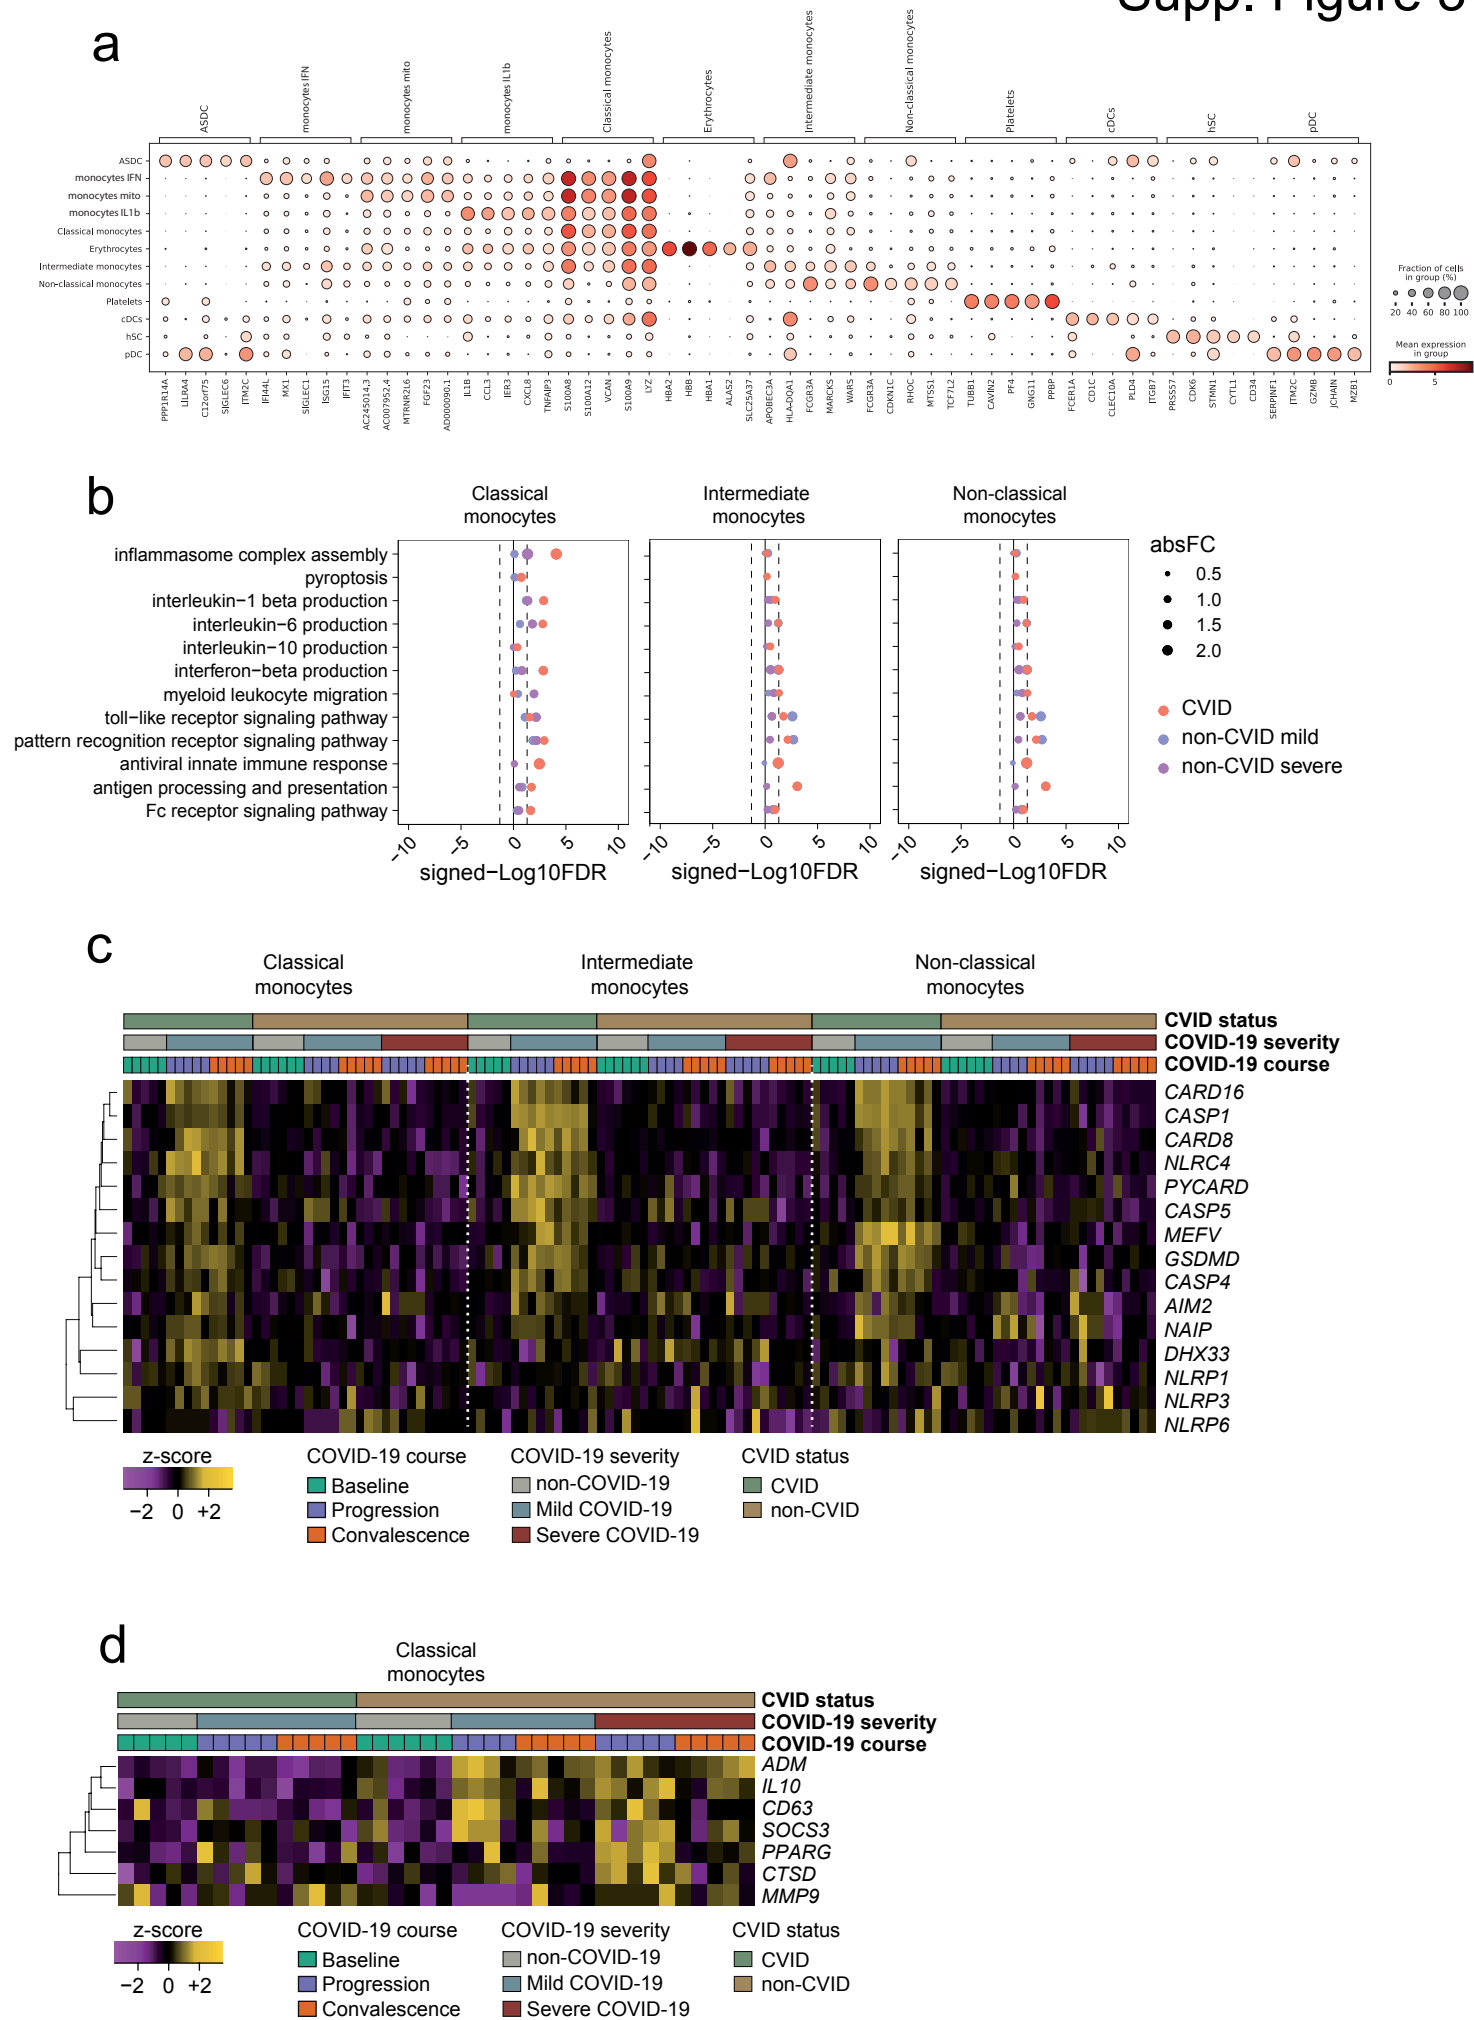 Supp. Figure 6
a
ASDC
monocytes IFN
monocytes mito
monocytes IL1b
Classical monocytes
Erythrocytes
Intermediate monocytes
Non-classical monocytes
Platelets
cDCs
hSC
pDC
ASDC
monocytes IFN
monocytes mito
monocytes IL1b
Classical monocytes
Erythrocytes
Intermediate monocytes
Non-classical monocytes
Platelets
cDCs
hSC
pDC
PPP1R14A
LILRA4
C12orf75
SIGLEC6
ITM2C
IFI44L
MX1
SIGLEC1
ISG15
IFIT3
AC245014.3
AC007952.4
MTRNR2L6
FGF23
AD000090.1
IL1B
CCL3
IER3
CXCL8
TNFAIP3
S100A8
S100A12
VCAN
S100A9
LYZ
HBA2
HBB
HBA1
ALAS2
SLC25A37
APOBEC3A
HLA-DQA1
FCGR3A
MARCKS
WARS
FCGR3A
CDKN1C
RHOC
MTSS1
TCF7L2
TUBB1
CAVIN2
PF4
GNG11
PPBP
FCER1A
CD1C
CLEC10A
PLD4
ITGB7
PRSS57
CDK6
STMN1
CYTL1
CD34
SERPINF1
ITM2C
GZMB
JCHAIN
MZB1
Fraction of cells
in group (%)
20 40 60 80 100
Mean expression
in group
0 5
b
Classical
monocytes
Intermediate
monocytes
Non-classical
monocytes
inflammasome complex assembly
pyroptosis
interleukin−1 beta production
interleukin−6 production
interleukin−10 production
interferon−beta production
myeloid leukocyte migration
toll−like receptor signaling pathway
pattern recognition receptor signaling pathway
antiviral innate immune response
antigen processing and presentation
Fc receptor signaling pathway
−10 −5 0 5 10
−10 −5 0 5 10
−10 −5 0 5 10
signed−Log10FDR
signed−Log10FDR
signed−Log10FDR
absFC
0.5
1.0
1.5
2.0
CVID
non-CVID mild
non-CVID severe
c
Classical
monocytes
Intermediate
monocytes
Non-classical
monocytes
CVID status
COVID-19 severity
COVID-19 course
CARD16
CASP1
CARD8
NLRC4
PYCARD
CASP5
MEFV
GSDMD
CASP4
AIM2
NAIP
DHX33
NLRP1
NLRP3
NLRP6
z-score
−2 0 +2
COVID-19 course
Baseline
Progression
Convalescence
COVID-19 severity
non-COVID-19
Mild COVID-19
Severe COVID-19
CVID status
CVID
non-CVID
d
Classical
monocytes
CVID status
COVID-19 severity
COVID-19 course
ADM
IL10
CD63
SOCS3
PPARG
CTSD
MMP9
z-score
−2 0 +2
COVID-19 course
Baseline
Progression
Convalescence
COVID-19 severity
non-COVID-19
Mild COVID-19
Severe COVID-19
CVID status
CVID
non-CVID